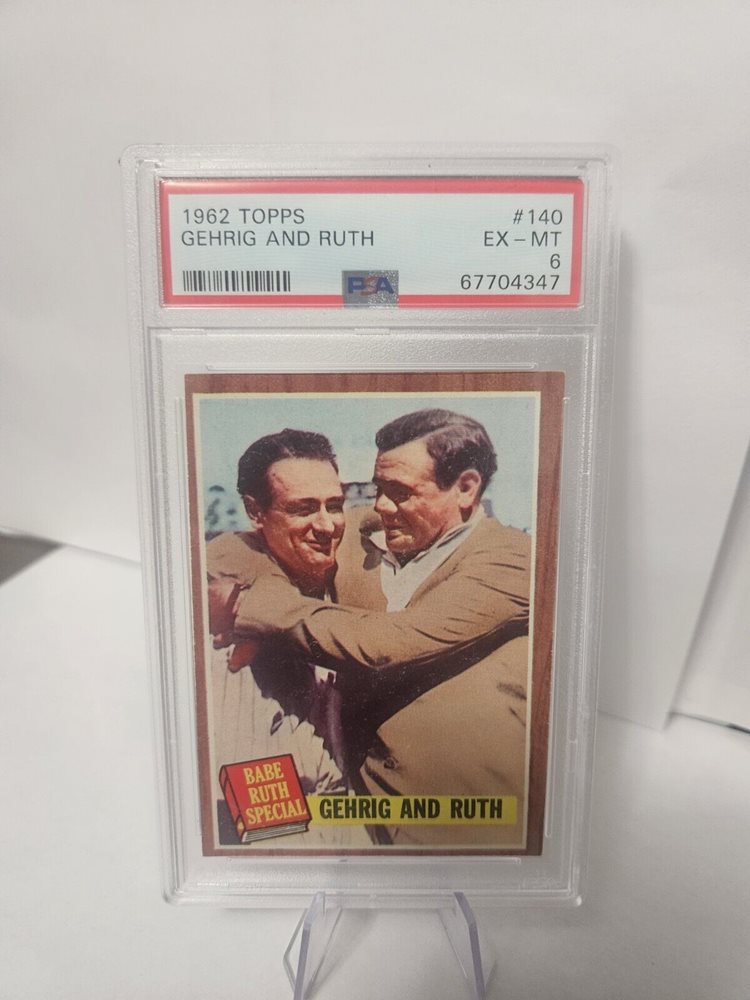 1962 TOPPS #140
GEHRIG AND RUTH EX - MT
6
PSA 67704347
BABE
RUTH
SPECIAL
GEHRIG AND RUTH